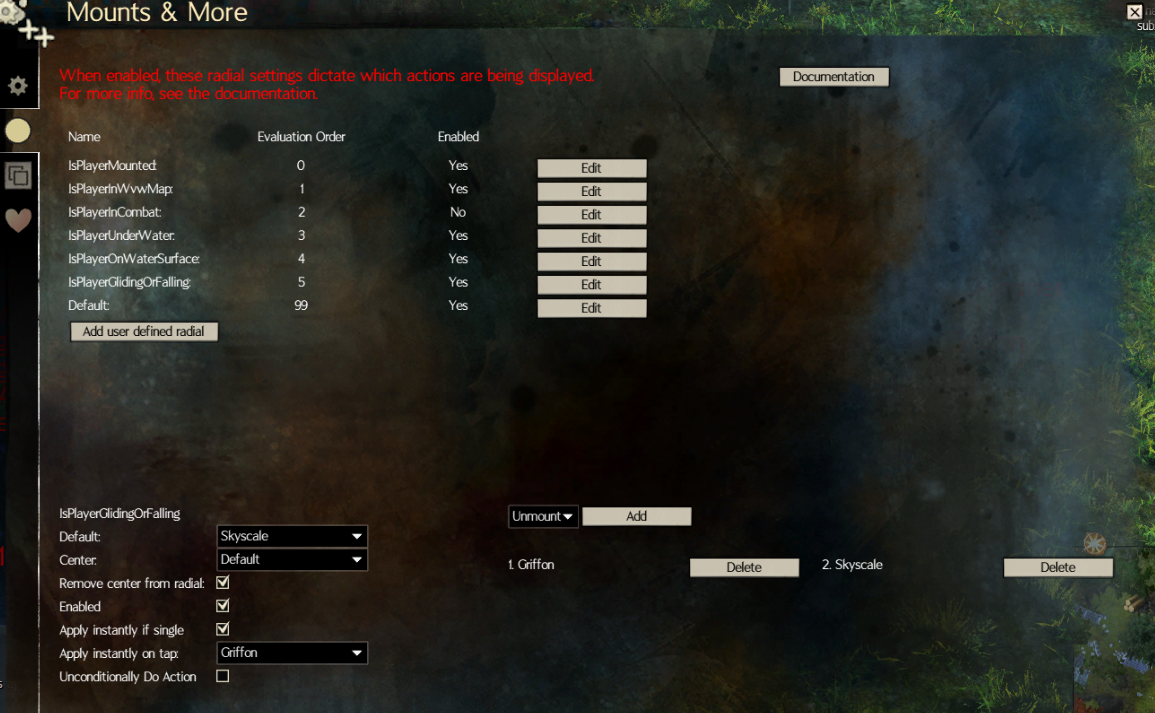 Mounts & More
When enabled, these radial settings dictate which actions are being displayed.
For more info, see the documentation.
Documentation
Name Evaluation Order Enabled
IsPlayerMounted: 0 Yes Edit
IsPlayerInWvwMap: 1 Yes Edit
IsPlayerInCombat: 2 No Edit
IsPlayerUnderWater: 3 Yes Edit
IsPlayerOnWaterSurface: 4 Yes Edit
IsPlayerGlidingOrFalling: 5 Yes Edit
Default: 99 Yes Edit
Add user defined radial
IsPlayerGlidingOrFalling
Default: Skyscale
Center: Default
Remove center from radial:
Enabled
Apply instantly if single
Apply instantly on tap: Griffon
Unconditionally Do Action
Unmount Add
1. Griffon Delete 2. Skyscale Delete